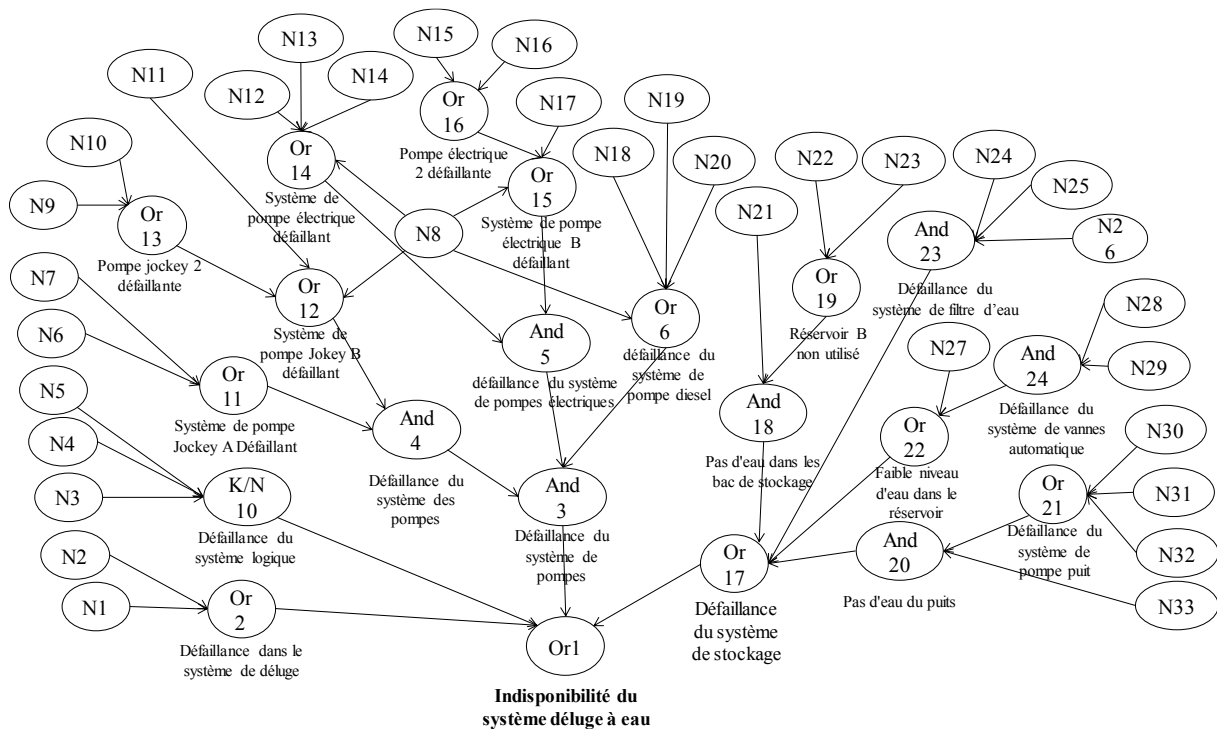 N15
N16
N13
N11
N14
N12
Or
16
N17
N19
N10
Or
14
Pompe électrique
2 défaillante
N18
N20
N22
N23
N24
N25
N9
Or
13
Système de
pompe électrique
défaillant
N8
Or
15
Système de pompe
électrique B
défaillant
N21
And
23
N2
6
Pompe jockey 2
défaillante
N7
Or
12
Or
6
Or
19
Défaillance du
système de filtre d’eau
N28
N6
Système de
pompe Jokey B
défaillant
And
5
défaillance du
système de
pompe diesel
Réservoir B
non utilisé
N27
And
24
N29
N5
Or
11
défaillance du système
de pompes électriques
And
18
Défaillance du
système de vannes
automatique
Système de pompe
Jockey A Défaillant
And
4
Or
22
N30
N4
Pas d'eau dans les
bac de stockage
Faible niveau
d'eau dans le
réservoir
N3
K/N
10
Défaillance du
système des
pompes
And
3
Or
21
N31
Défaillance du
système logique
Défaillance du
système de
pompes
Défaillance du
système de
pompe puit
N32
N2
Or
17
And
20
N1
Or
2
Défaillance
du système
de stockage
Pas d'eau du puits
N33
Défaillance dans le
système de déluge
Or1
Indisponibilité du
système déluge à eau